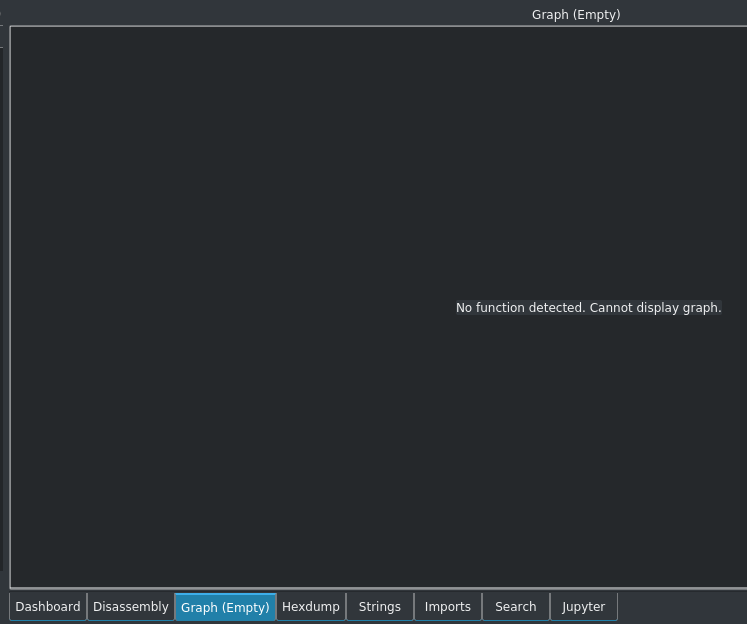 Graph (Empty)
No function detected. Cannot display graph.
Dashboard Disassembly Graph (Empty) Hexdump Strings Imports Search Jupyter